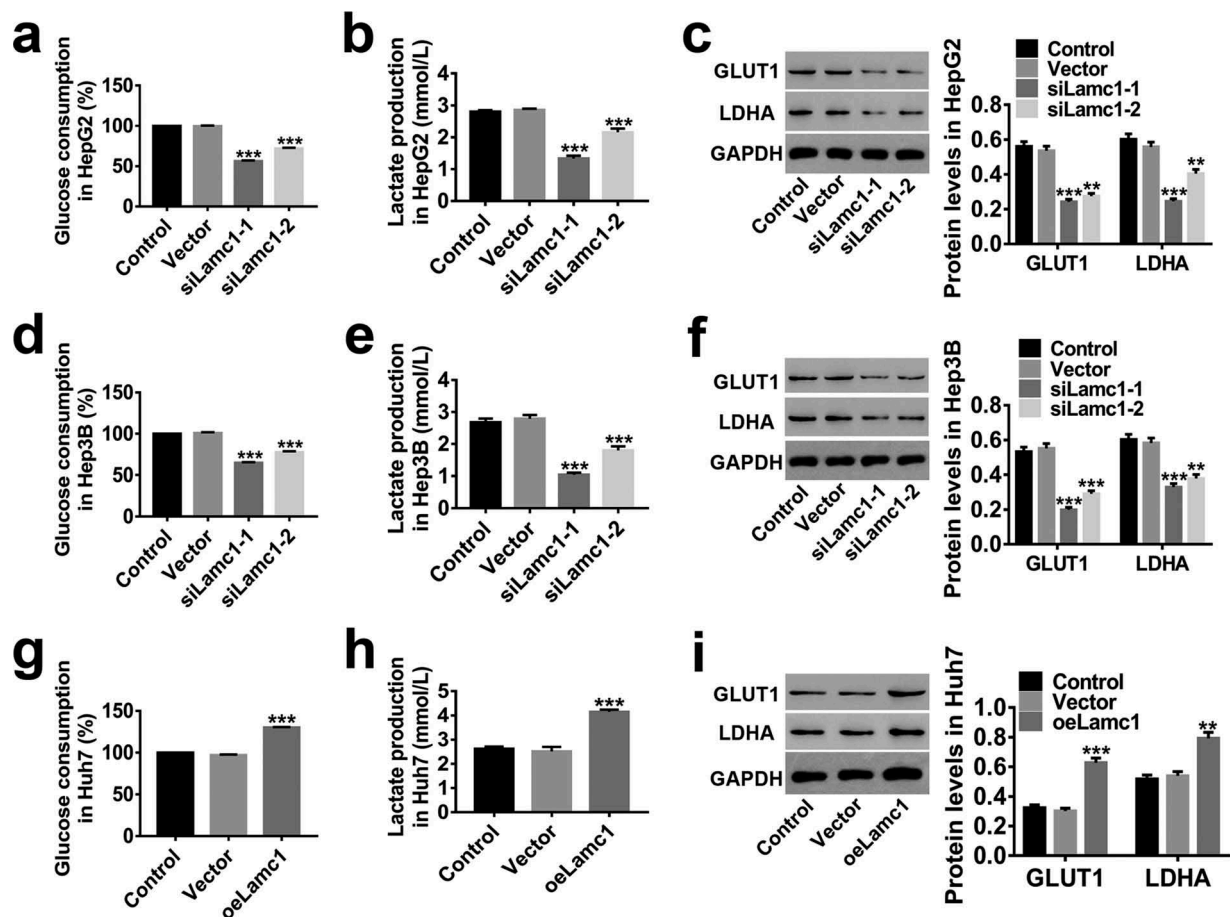 a
Glucose consumption
in HepG2 (%)
150
100
50
0
***
***
Control
Vector
siLamc1-1
siLamc1-2
b
Lactate production
in HepG2 (mmol/L)
4
3
2
1
0
***
***
Control
Vector
siLamc1-1
siLamc1-2
c
GLUT1
LDHA
GAPDH
Control
Vector
siLamc1-1
siLamc1-2
Control
Vector
siLamc1-1
siLamc1-2
Protein levels in HepG2
0.8
0.6
0.4
0.2
0.0
***
**
***
**
GLUT1
LDHA
d
Glucose consumption
in Hep3B (%)
150
100
50
0
***
***
Control
Vector
siLamc1-1
siLamc1-2
e
Lactate production
in Hep3B (mmol/L)
4
3
2
1
0
***
***
Control
Vector
siLamc1-1
siLamc1-2
f
GLUT1
LDHA
GAPDH
Control
Vector
siLamc1-1
siLamc1-2
Control
Vector
siLamc1-1
siLamc1-2
Protein levels in Hep3B
0.8
0.6
0.4
0.2
0.0
***
***
***
**
GLUT1
LDHA
g
Glucose consumption
in Huh7 (%)
150
100
50
0
***
Control
Vector
oeLamc1
h
Lactate production
in Huh7 (mmol/L)
5
4
3
2
1
0
***
Control
Vector
oeLamc1
i
GLUT1
LDHA
GAPDH
Control
Vector
oeLamc1
Control
Vector
oeLamc1
Protein levels in Huh7
1.0
0.8
0.6
0.4
0.2
0.0
***
**
GLUT1
LDHA